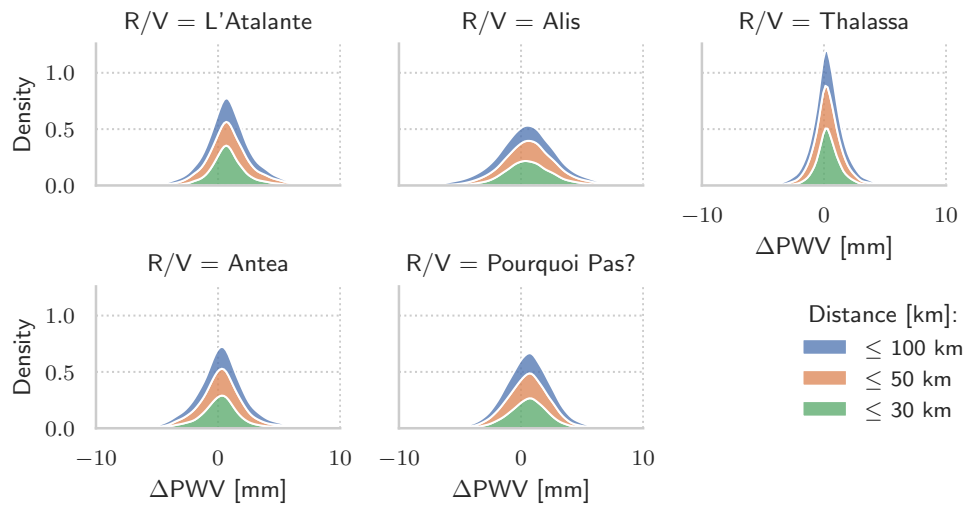 R/V = L'Atalante
R/V = Alis
R/V = Thalassa
Density
1.0
0.5
0.0
−10
0
10
ΔPWV [mm]
R/V = Antea
R/V = Pourquoi Pas?
Density
1.0
0.5
0.0
−10
0
10
ΔPWV [mm]
−10
0
10
ΔPWV [mm]
Distance [km]:
≤ 100 km
≤ 50 km
≤ 30 km